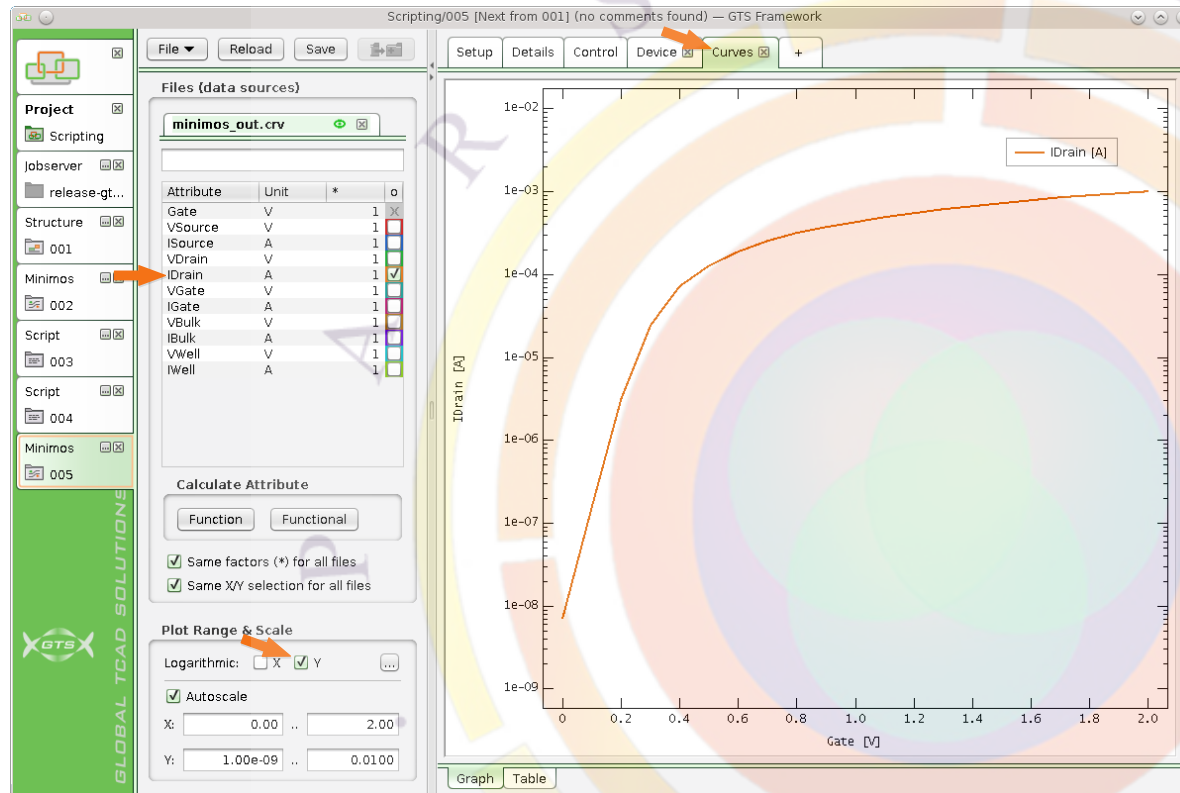 Scripting/005 [Next from 001] (no comments found) — GTS Framework
File Reload Save
Setup Details Control Device Curves +
Project
Scripting
Jobserver
release-gt...
Structure
001
Minimos
002
Script
003
Script
004
Minimos
005
GLOBAL TCAD SOLUTIONS
GTS
Files (data sources)
minimos_out.crv
Attribute Unit * o
Gate V 1 X
VSource V 1
ISource A 1
VDrain V 1
IDrain A 1
VGate V 1
IGate A 1
VBulk V 1
IBulk A 1
VWell V 1
IWell A 1
Calculate Attribute
Function Functional
Same factors (*) for all files
Same X/Y selection for all files
Plot Range & Scale
Logarithmic: X Y ...
Autoscale
X: 0.00 .. 2.00
Y: 1.00e-09 .. 0.0100
IDrain [A]
1e-02
1e-03
1e-04
1e-05
1e-06
1e-07
1e-08
1e-09
IDrain [A]
0 0.2 0.4 0.6 0.8 1.0 1.2 1.4 1.6 1.8 2.0
Gate [V]
Graph Table